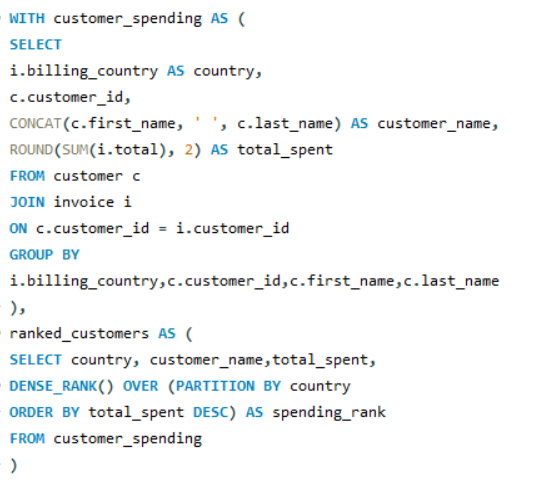 WITH customer_spending AS (
SELECT
i.billing_country AS country,
c.customer_id,
CONCAT(c.first_name, ' ', c.last_name) AS customer_name,
ROUND(SUM(i.total), 2) AS total_spent
FROM customer c
JOIN invoice i
ON c.customer_id = i.customer_id
GROUP BY
i.billing_country,c.customer_id,c.first_name,c.last_name
),
ranked_customers AS (
SELECT country, customer_name,total_spent,
DENSE_RANK() OVER (PARTITION BY country
ORDER BY total_spent DESC) AS spending_rank
FROM customer_spending
)